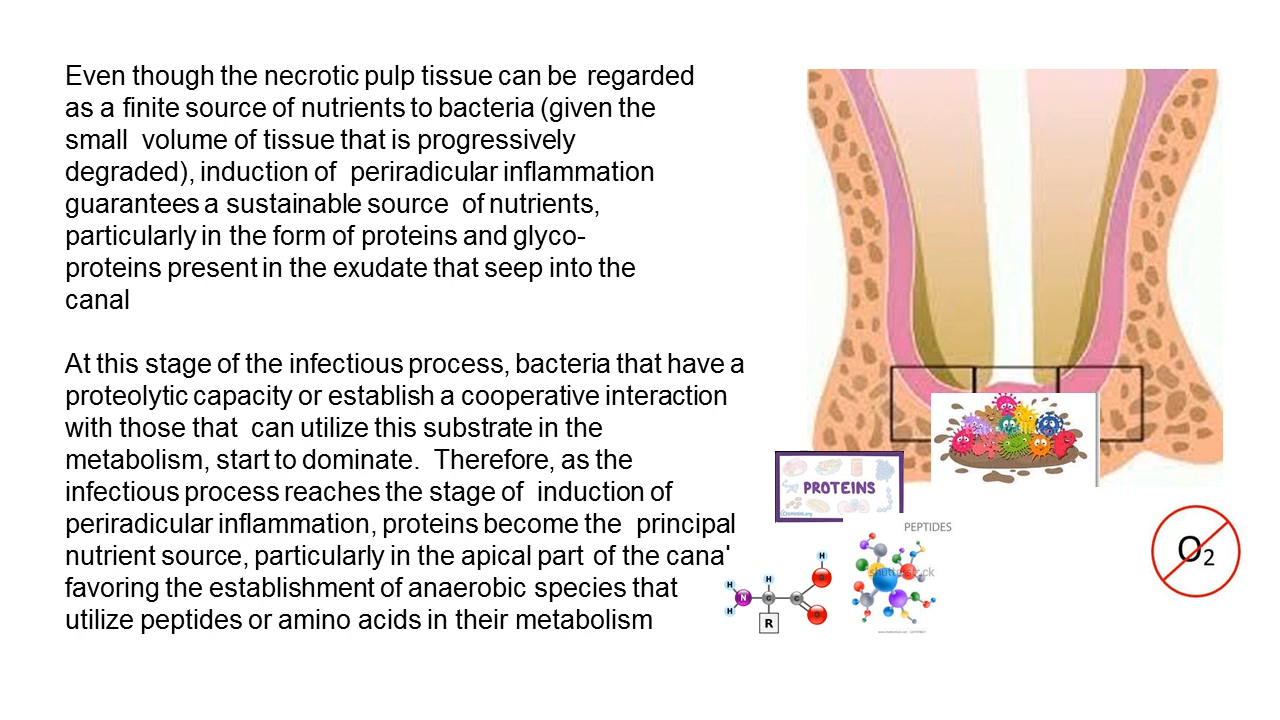 Even though the necrotic pulp tissue can be regarded
as a finite source of nutrients to bacteria (given the
small volume of tissue that is progressively
degraded), induction of periradicular inflammation
guarantees a sustainable source of nutrients,
particularly in the form of proteins and glyco-
proteins present in the exudate that seep into the
canal
At this stage of the infectious process, bacteria that have a
proteolytic capacity or establish a cooperative interaction
with those that can utilize this substrate in the
metabolism, start to dominate. Therefore, as the
infectious process reaches the stage of induction of
periradicular inflammation, proteins become the principal
nutrient source, particularly in the apical part of the cana'
favoring the establishment of anaerobic species that
utilize peptides or amino acids in their metabolism
PROTEINS
PEPTIDES
shutterstock
O2
H
H
H
N
C
C
O
O
H
R